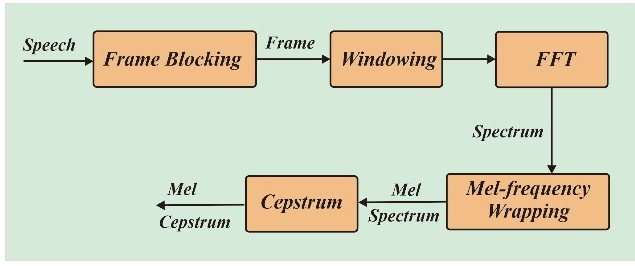 Speech
Frame Blocking
Frame
Windowing
FFT
Spectrum
Mel-frequency
Wrapping
Mel
Spectrum
Cepstrum
Mel
Cepstrum